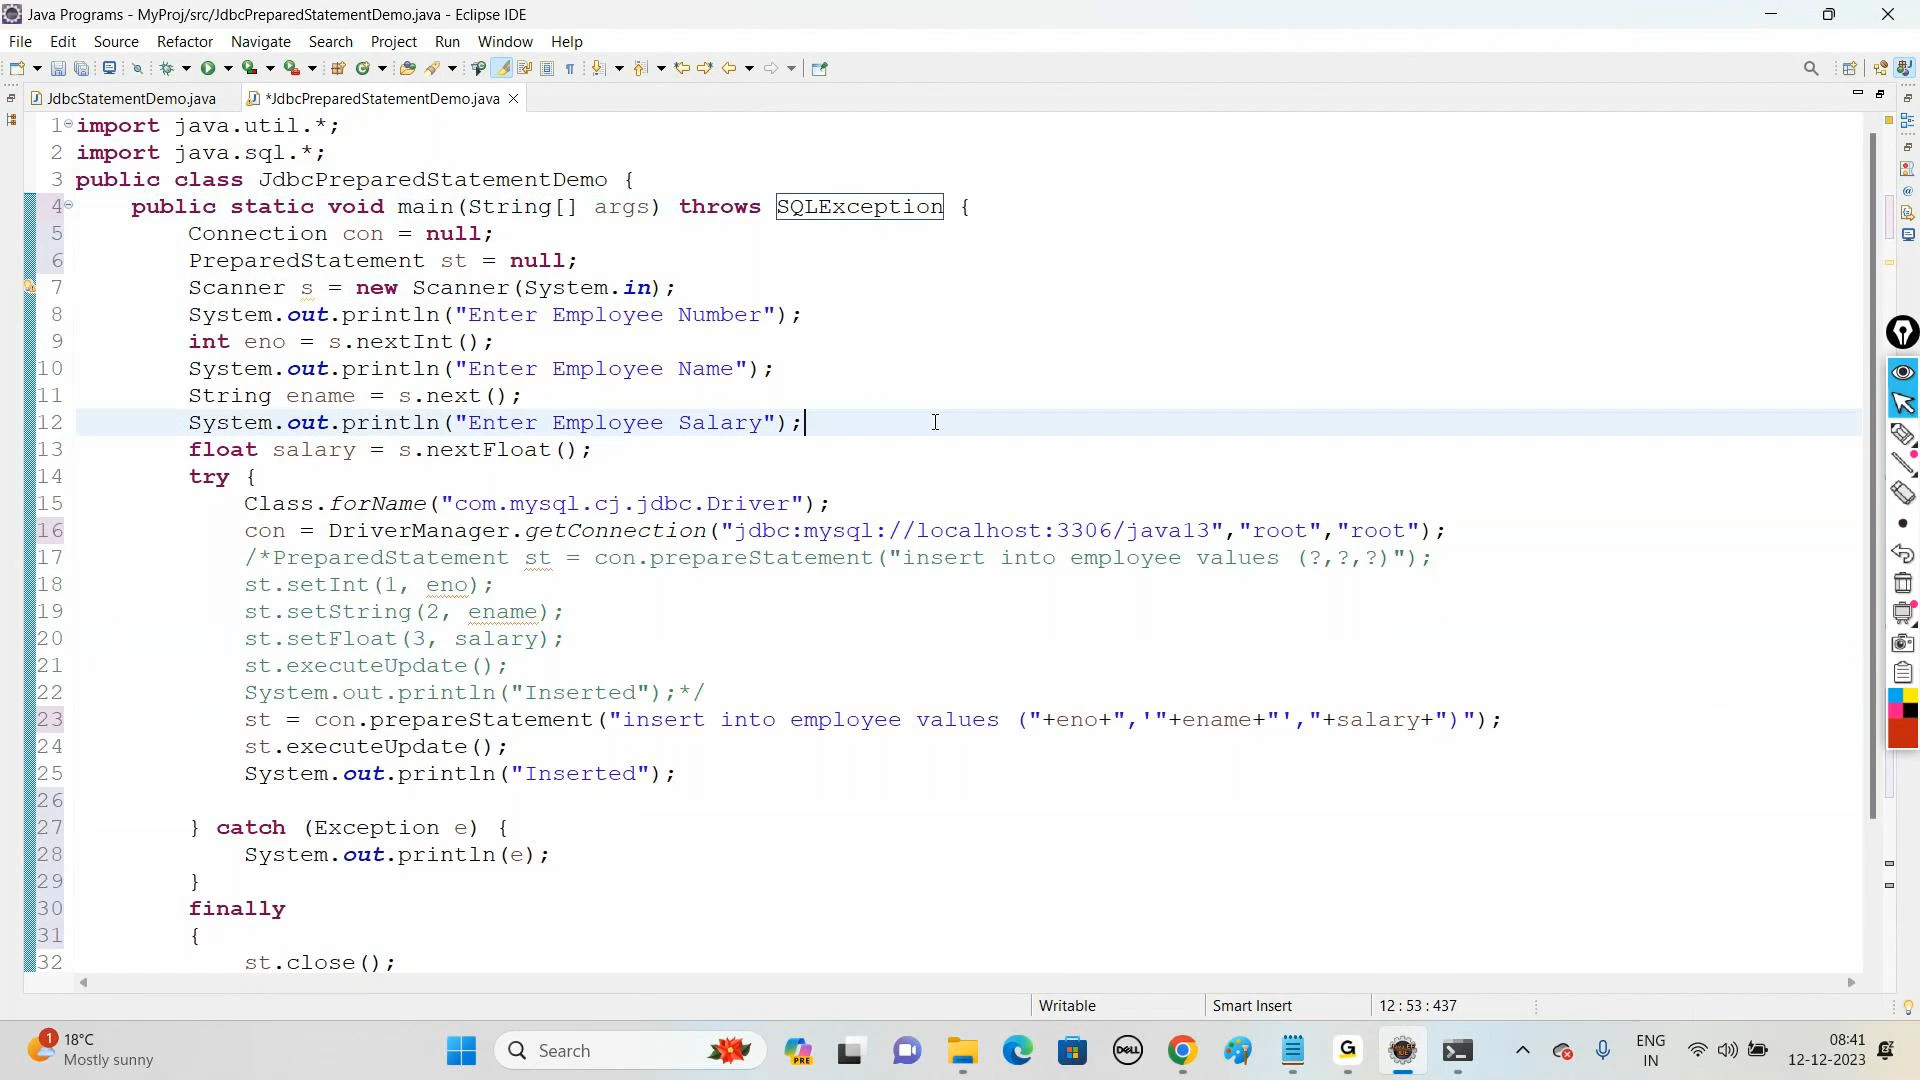 Java Programs - MyProj/src/JdbcPreparedStatementDemo.java - Eclipse IDE
File Edit Source Refactor Navigate Search Project Run Window Help
JdbcStatementDemo.java *JdbcPreparedStatementDemo.java
1 import java.util.*;
2 import java.sql.*;
3 public class JdbcPreparedStatementDemo {
4 public static void main(String[] args) throws SQLException {
5 Connection con = null;
6 PreparedStatement st = null;
7 Scanner s = new Scanner(System.in);
8 System.out.println("Enter Employee Number");
9 int eno = s.nextInt();
10 System.out.println("Enter Employee Name");
11 String ename = s.next();
12 System.out.println("Enter Employee Salary");
13 float salary = s.nextFloat();
14 try {
15 Class.forName("com.mysql.cj.jdbc.Driver");
16 con = DriverManager.getConnection("jdbc:mysql://localhost:3306/java13","root","root");
17 /*PreparedStatement st = con.prepareStatement("insert into employee values (?,?,?)");
18 st.setInt(1, eno);
19 st.setString(2, ename);
20 st.setFloat(3, salary);
21 st.executeUpdate();
22 System.out.println("Inserted");*/
23 st = con.prepareStatement("insert into employee values ("+eno+",'"+ename+"',"+salary+")");
24 st.executeUpdate();
25 System.out.println("Inserted");
26
27 } catch (Exception e) {
28 System.out.println(e);
29 }
30 finally
31 {
32 st.close();
Writable Smart Insert 12 : 53 : 437
1 18°C
Mostly sunny
Search
PRE
DELL
G
ENG
IN
08:41
12-12-2023